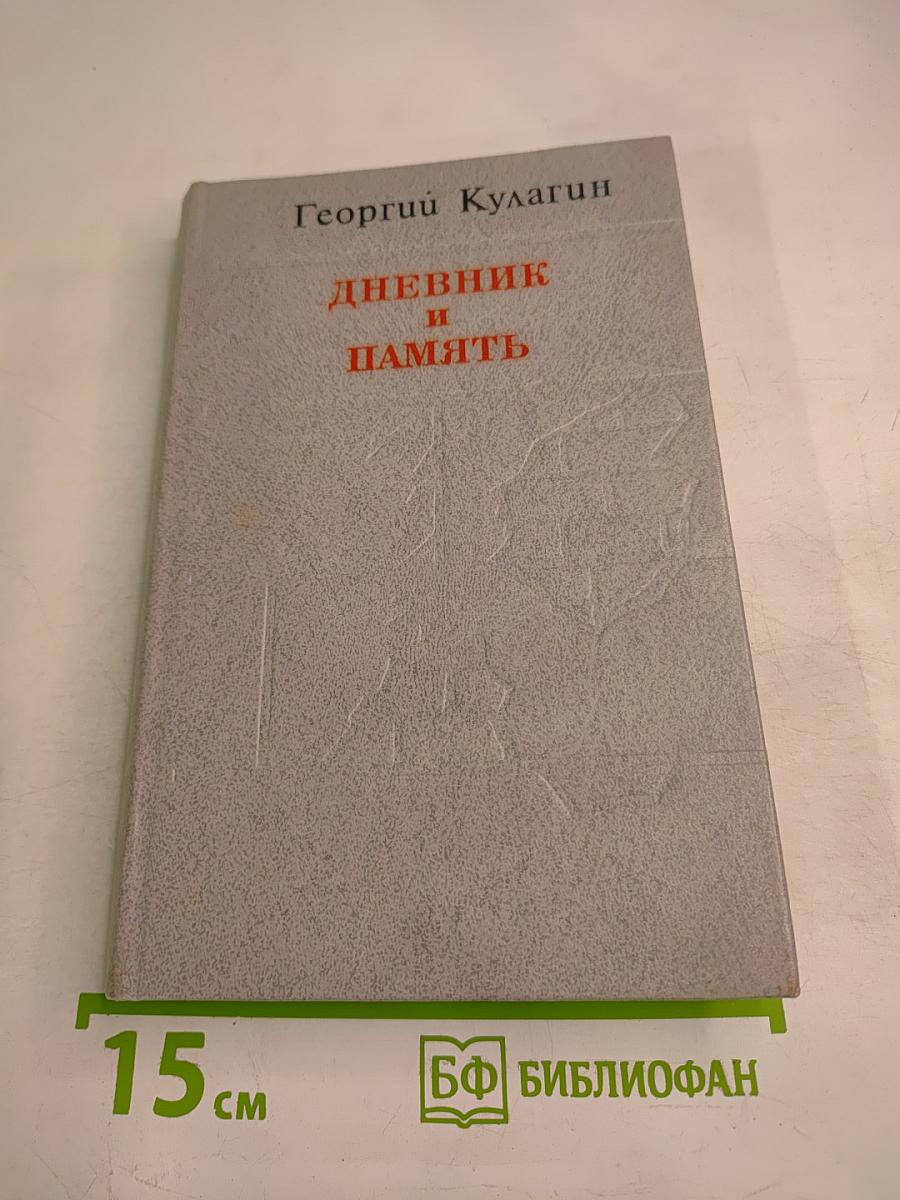 Георгий Кулагин
ДНЕВНИК
И
ПАМЯТЬ
15 см
БФ БИБЛИОФАН